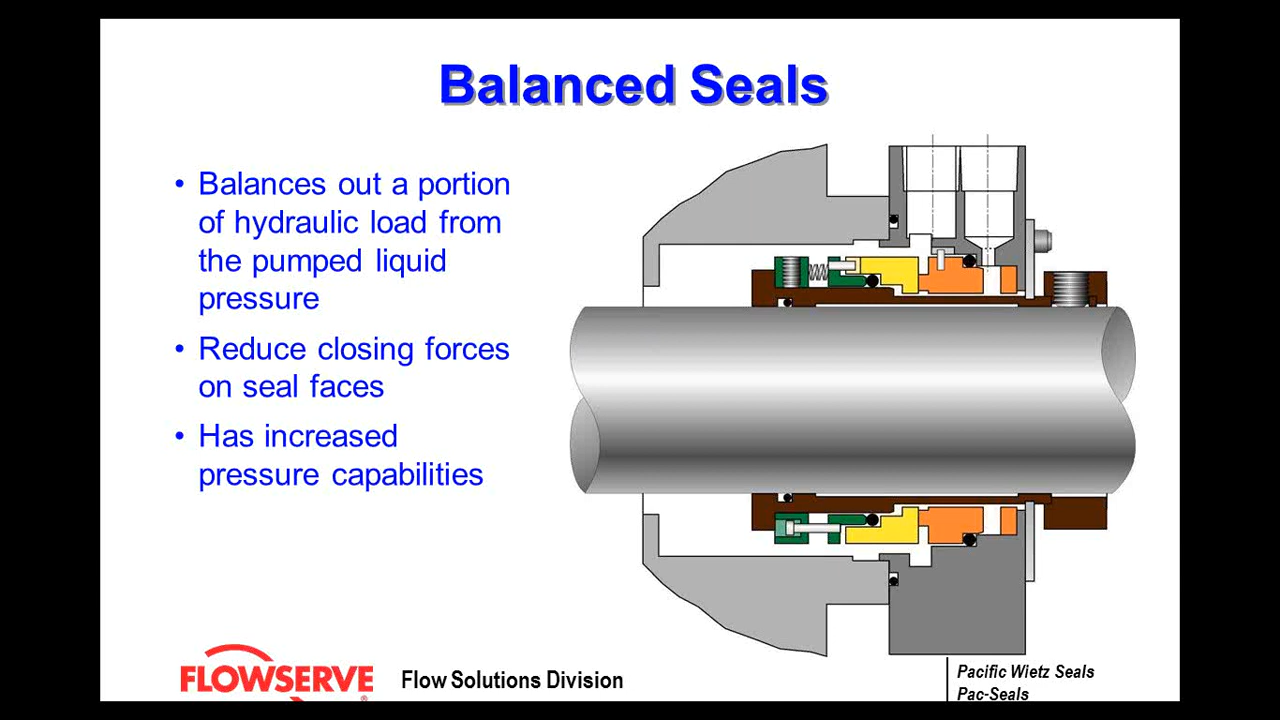 Balanced Seals
• Balances out a portion
of hydraulic load from
the pumped liquid
pressure
• Reduce closing forces
on seal faces
• Has increased
pressure capabilities
FLOWSERVE
®
Flow Solutions Division
Pacific Wietz Seals
Pac-Seals